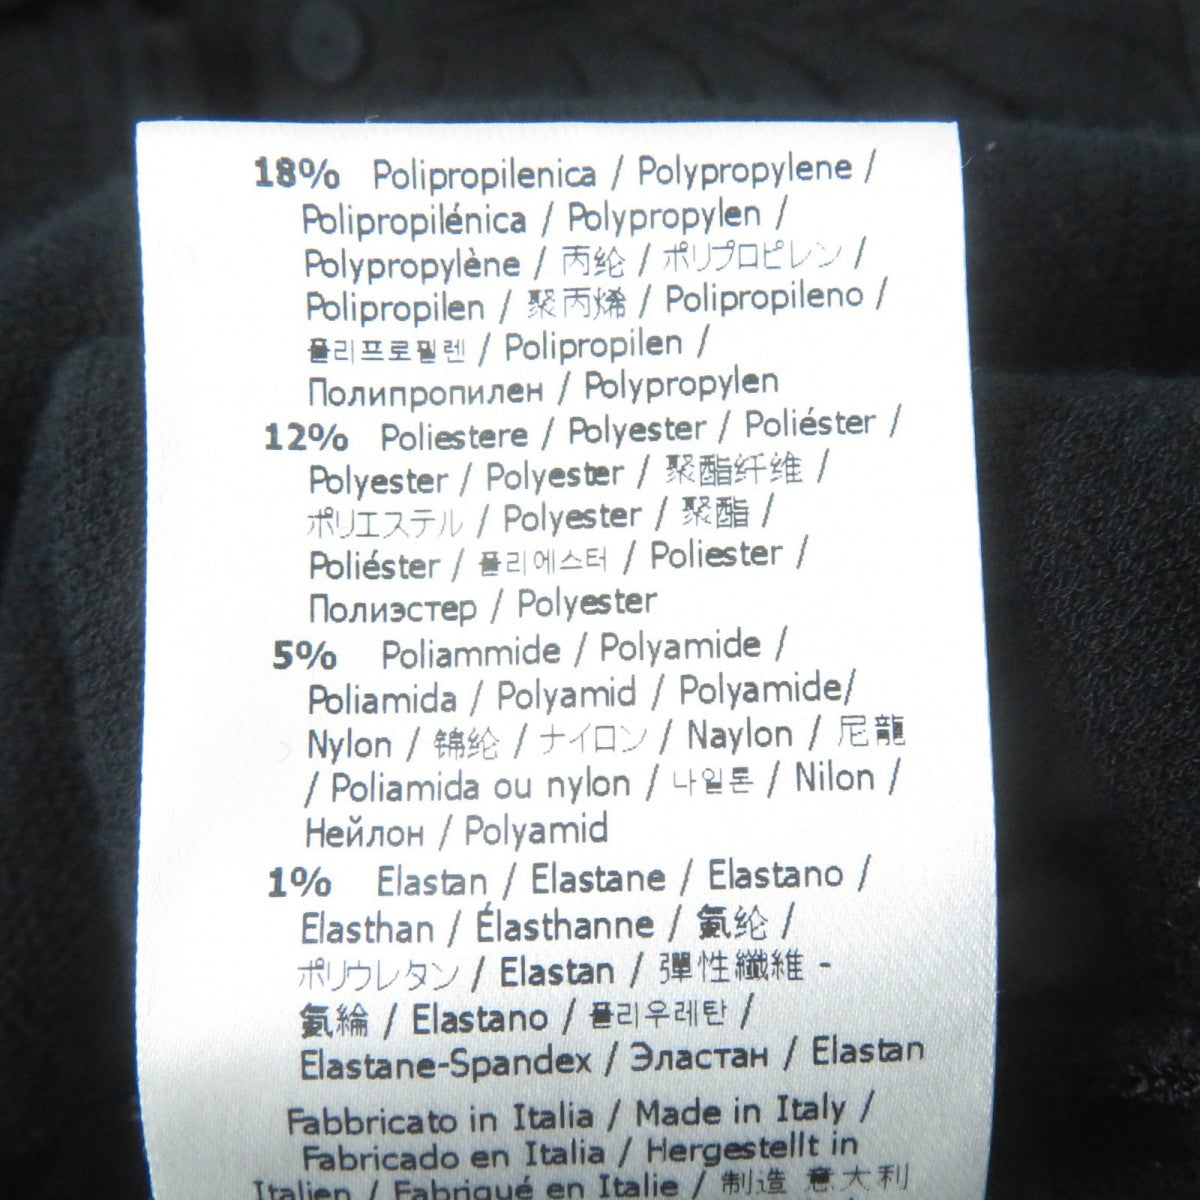 18% Polipropilenica / Polypropylene /
Polipropilénica / Polypropylen /
Polypropylène / 丙纶 / ポリプロピレン /
Polipropilen / 聚丙烯 / Polipropileno /
폴리프로필렌 / Polipropilen /
Полипропилен / Polypropylen
12% Poliestere / Polyester / Poliéster /
Polyester / Polyester / 聚酯纤维 /
ポリエステル / Polyester / 聚酯 /
Poliéster / 폴리에스터 / Poliester /
Полиэстер / Polyester
5% Poliammide / Polyamide /
Poliamida / Polyamid / Polyamide/
Nylon / 锦纶 / ナイロン / Naylon / 尼龍
/ Poliamida ou nylon / 나일론 / Nilon /
Нейлон / Polyamid
1% Elastan / Elastane / Elastano /
Elasthan / Élasthanne / 氨纶 /
ポリウレタン / Elastan / 彈性纖維 -
氨綸 / Elastano / 폴리우레탄 /
Elastane-Spandex / Эластан / Elastan
Fabbricato in Italia / Made in Italy /
Fabricado en Italia / Hergestellt in
Italien / Fabriqué en Italie / 制造 意大利